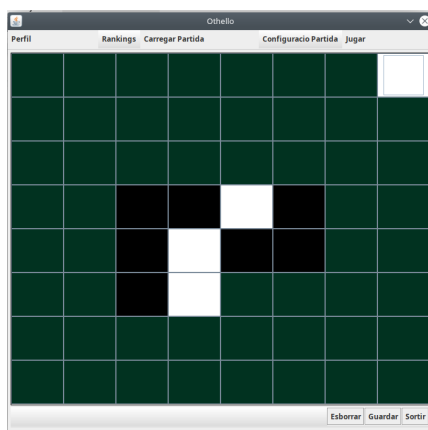 Othello
Perfil Rankings Carregar Partida Configuracio Partida Jugar
Esborrar Guardar Sortir